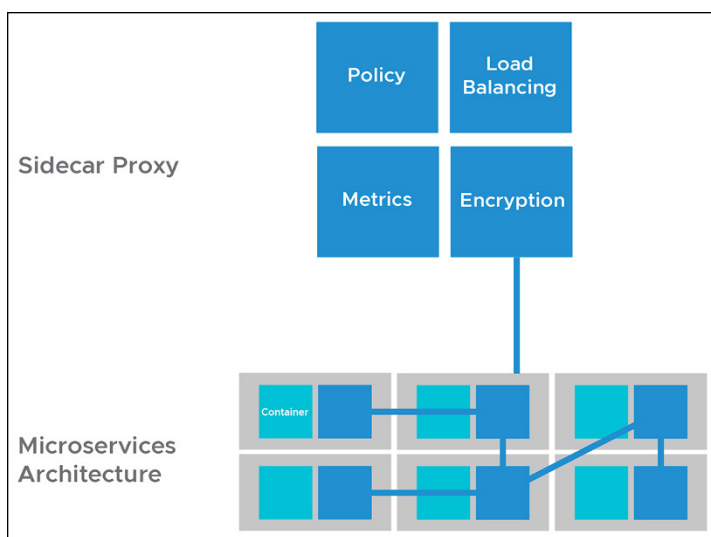 Policy
Load
Balancing
Sidecar Proxy
Metrics
Encryption
Container
Microservices
Architecture